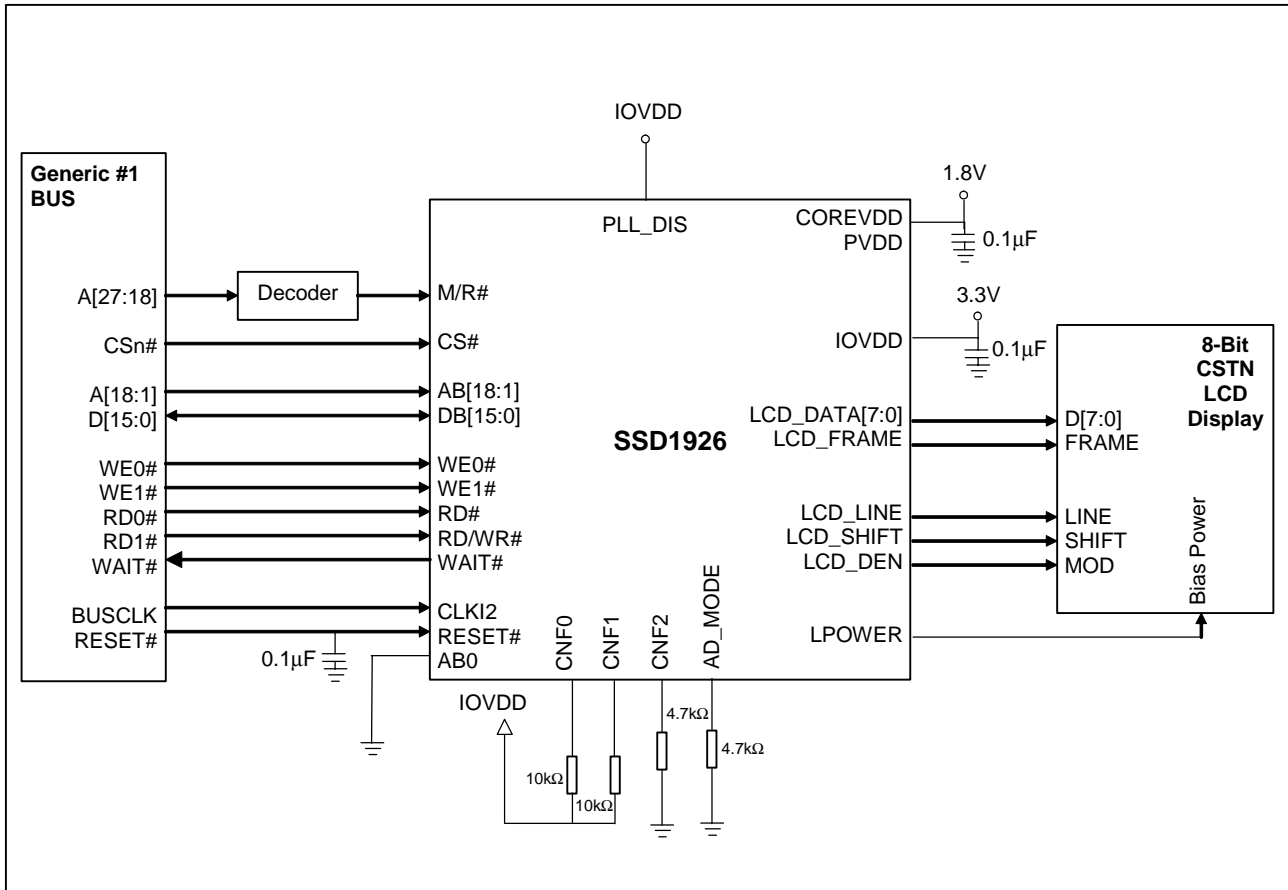 IOVDD
Generic #1
BUS
A[27:18]
CSn#
A[18:1]
D[15:0]
WE0#
WE1#
RD0#
RD1#
WAIT#
BUSCLK
RESET#
Decoder
0.1μF
PLL_DIS
M/R#
CS#
AB[18:1]
DB[15:0]
WE0#
WE1#
RD#
RD/WR#
WAIT#
CLKI2
RESET#
AB0
SSD1926
COREVDD
PVDD
IOVDD
LCD_DATA[7:0]
LCD_FRAME
LCD_LINE
LCD_SHIFT
LCD_DEN
LPOWER
CNF0
CNF1
CNF2
AD_MODE
1.8V
0.1μF
3.3V
0.1μF
8-Bit
CSTN
LCD
Display
D[7:0]
FRAME
LINE
SHIFT
MOD
Bias Power
IOVDD
10kΩ
10kΩ
4.7kΩ
4.7kΩ